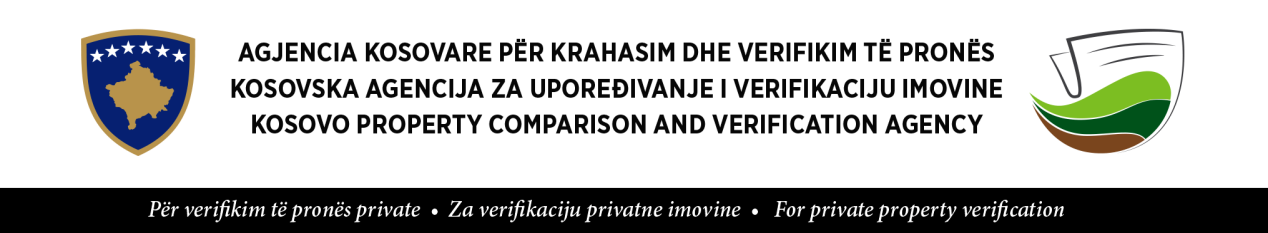 AGJENCIA KOSOVARE PËR KRAHASIM DHE VERIFIKIM TË PRONËS
KOSOVSKA AGENCIJA ZA UPOREĐIVANJE I VERIFIKACIJU IMOVINE
KOSOVO PROPERTY COMPARISON AND VERIFICATION AGENCY
Për verifikim të pronës private • Za verifikaciju privatne imovine • For private property verification